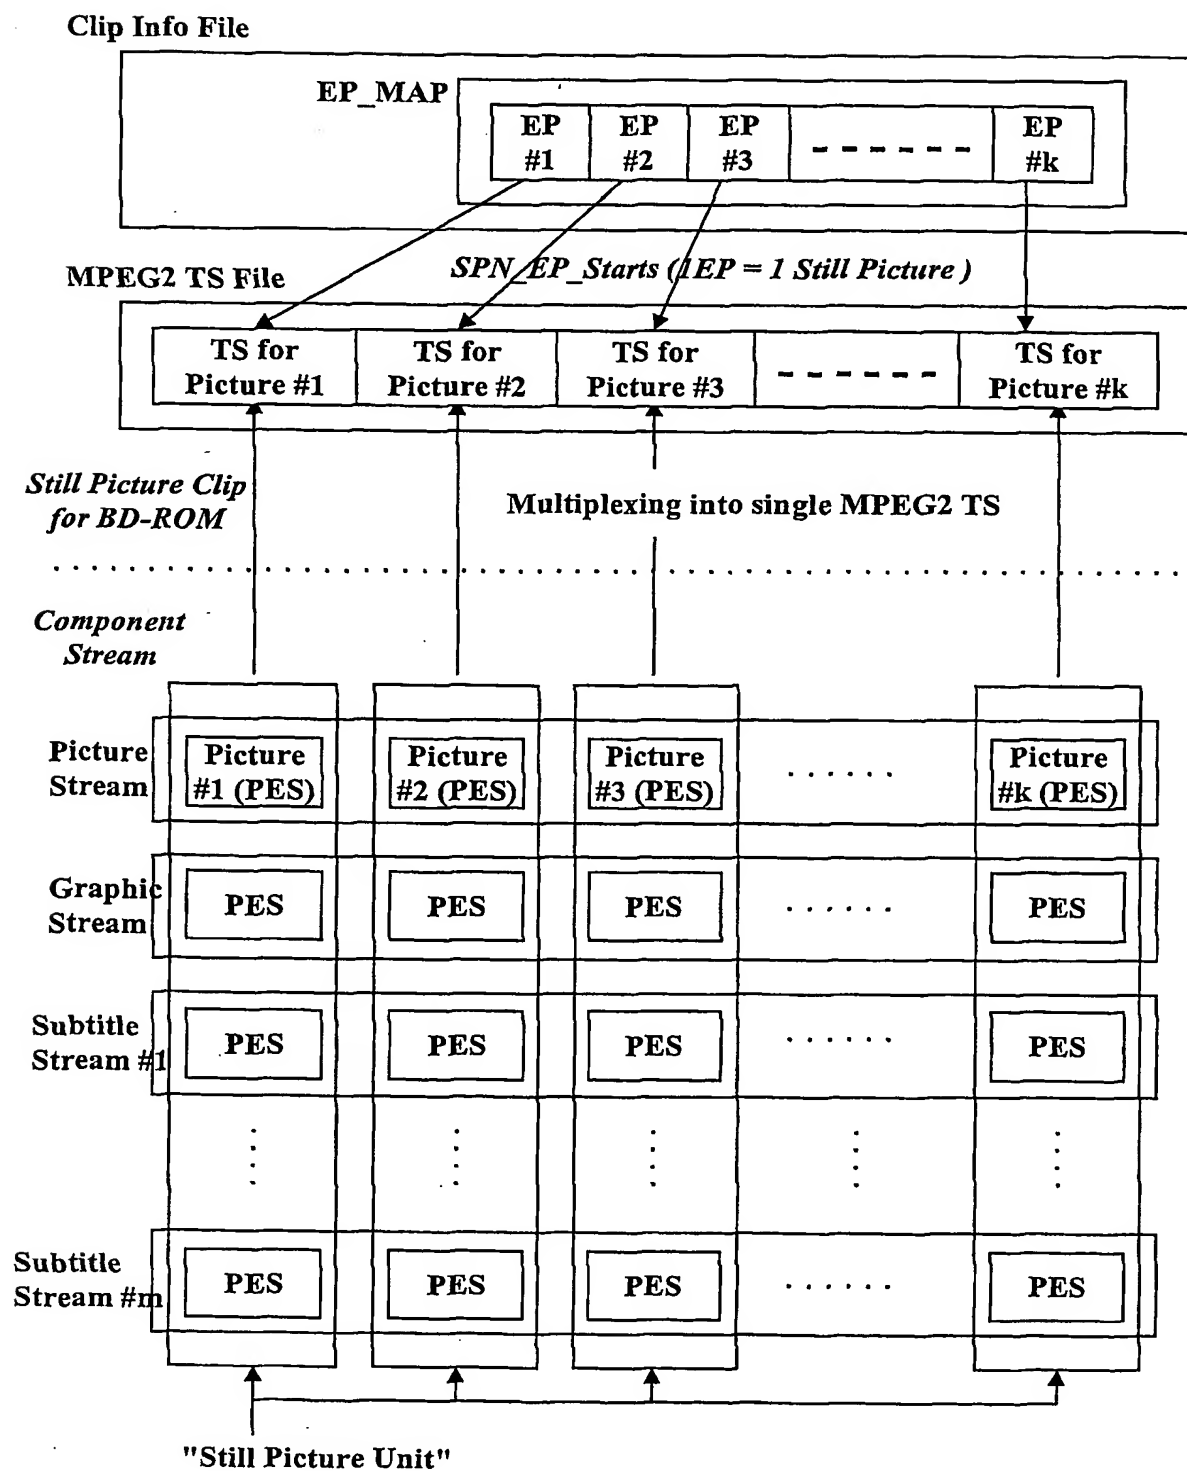 Clip Info File
EP_MAP
EP #1
EP #2
EP #3
EP #k
SPN_EP_Starts (1EP = 1 Still Picture )
MPEG2 TS File
TS for Picture #1
TS for Picture #2
TS for Picture #3
TS for Picture #k
Still Picture Clip
for BD-ROM
Multiplexing into single MPEG2 TS
Component
Stream
Picture Stream
Picture #1 (PES)
Picture #2 (PES)
Picture #3 (PES)
Picture #k (PES)
Graphic Stream
PES
PES
PES
PES
Subtitle Stream #1
PES
PES
PES
PES
Subtitle Stream #m
PES
PES
PES
PES
"Still Picture Unit"